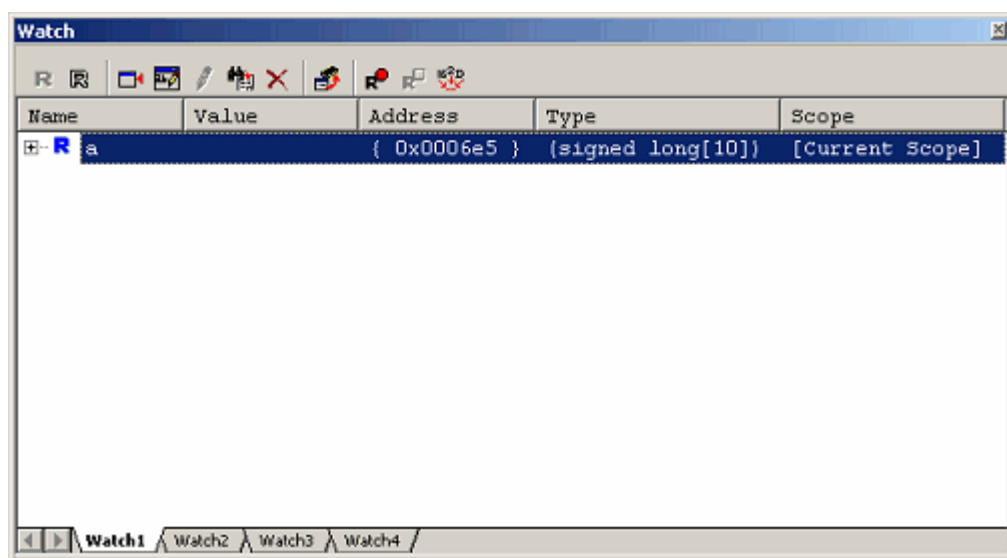 Watch
Name Value Address Type Scope
R a { 0x0006e5 } (signed long[10]) [Current Scope]
Watch1 Watch2 Watch3 Watch4